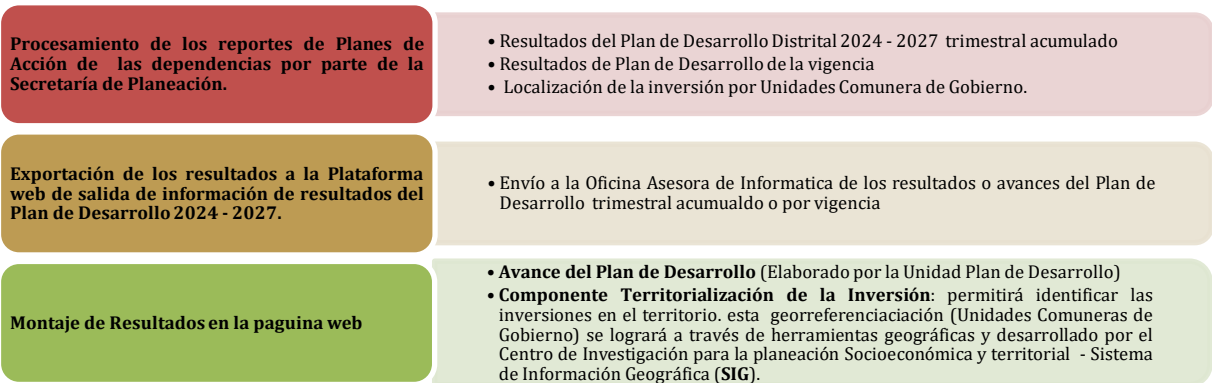 Procesamiento de los reportes de Planes de
Acción de las dependencias por parte de la
Secretaría de Planeación.
• Resultados del Plan de Desarrollo Distrital 2024 - 2027 trimestral acumulado
• Resultados de Plan de Desarrollo de la vigencia
• Localización de la inversión por Unidades Comunera de Gobierno.
Exportación de los resultados a la Plataforma
web de salida de información de resultados del
Plan de Desarrollo 2024 - 2027.
• Envío a la Oficina Asesora de Informatica de los resultados o avances del Plan de
Desarrollo trimestral acumualdo o por vigencia
Montaje de Resultados en la paguina web
• Avance del Plan de Desarrollo (Elaborado por la Unidad Plan de Desarrollo)
• Componente Territorialización de la Inversión: permitirá identificar las
inversiones en el territorio. esta georreferenciaciación (Unidades Comuneras de
Gobierno) se logrará a través de herramientas geográficas y desarrollado por el
Centro de Investigación para la planeación Socioeconómica y territorial - Sistema
de Información Geográfica (SIG).